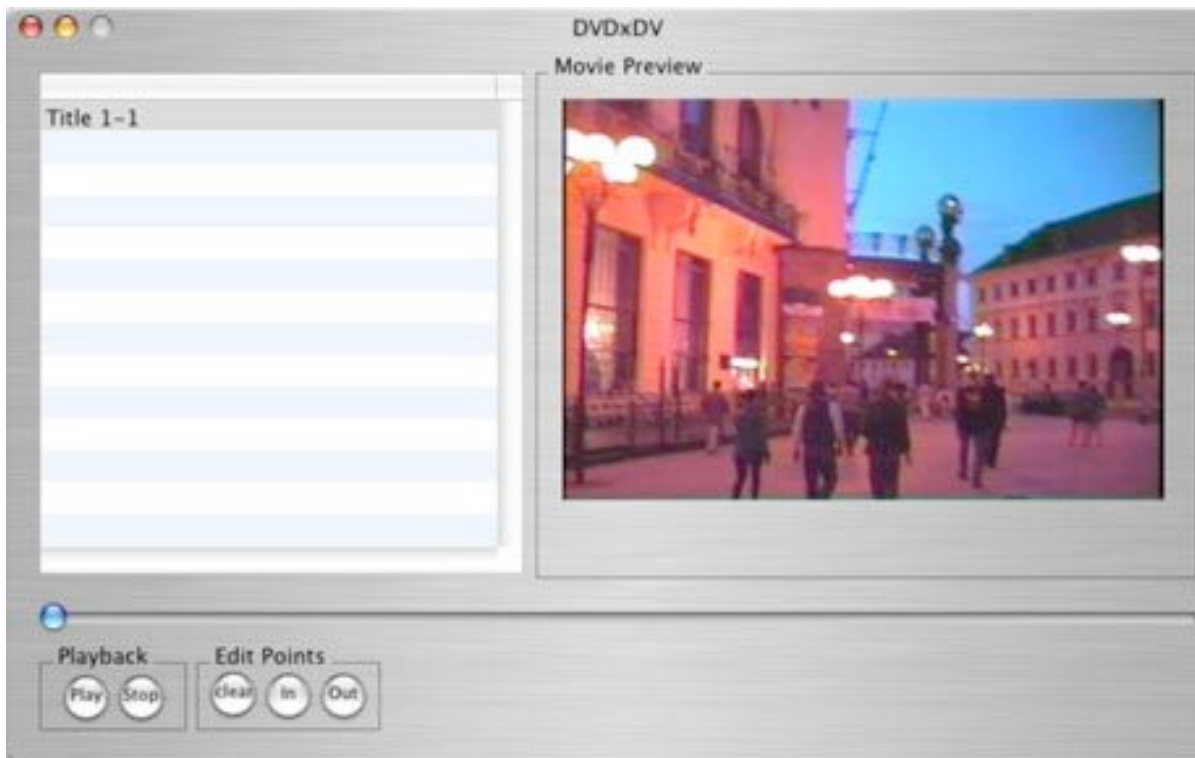 DVDxDV
Movie Preview
Title 1-1
Playback
Edit Points
Play
Stop
clear
In
Out